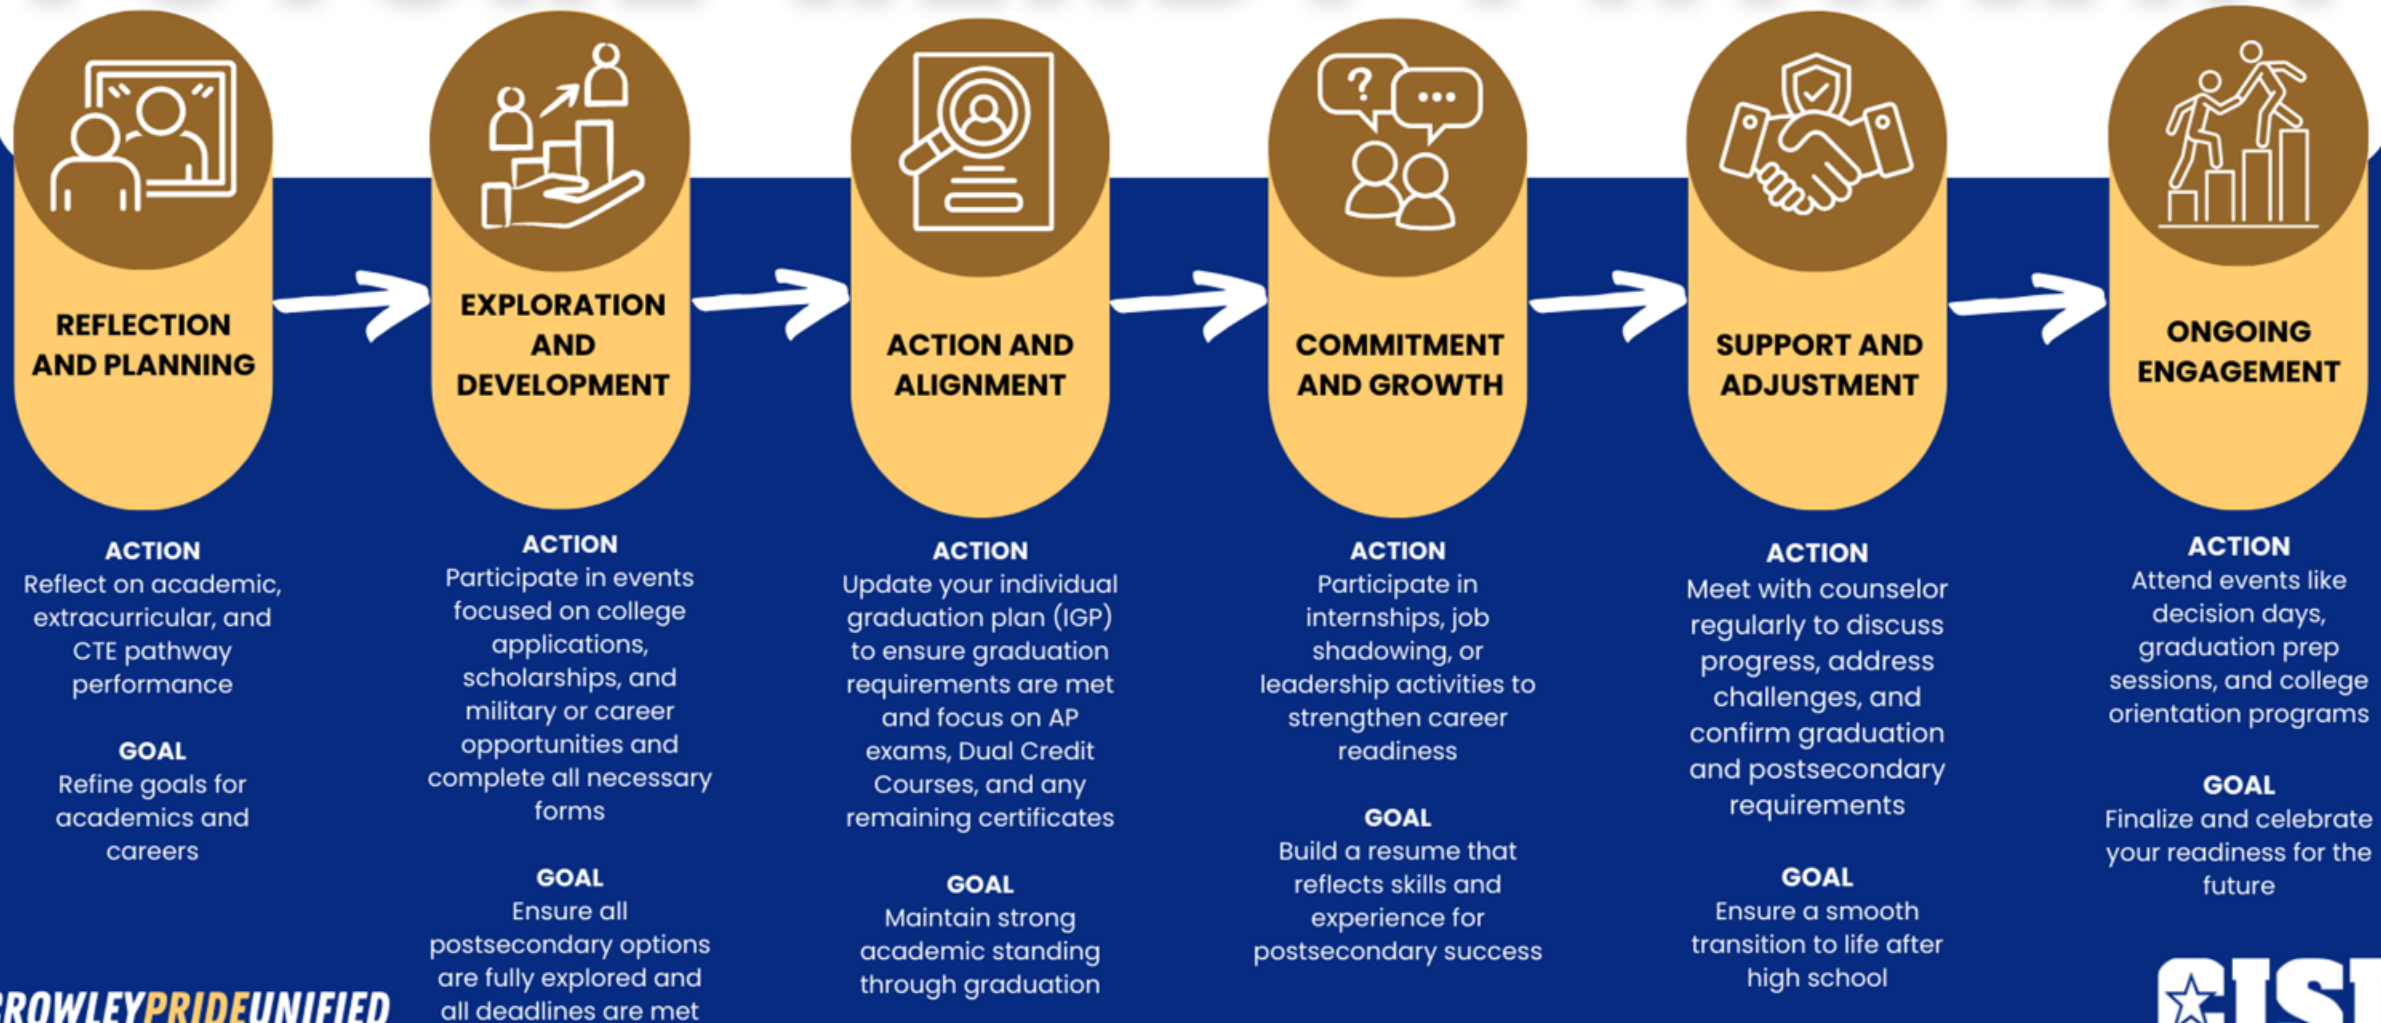 REFLECTION
AND PLANNING
ACTION
Reflect on academic,
extracurricular, and
CTE pathway
performance
GOAL
Refine goals for
academics and
careers
EXPLORATION
AND
DEVELOPMENT
ACTION
Participate in events
focused on college
applications,
scholarships, and
military or career
opportunities and
complete all necessary
forms
GOAL
Ensure all
postsecondary options
are fully explored and
all deadlines are met
ACTION AND
ALIGNMENT
ACTION
Update your individual
graduation plan (IGP)
to ensure graduation
requirements are met
and focus on AP
exams, Dual Credit
Courses, and any
remaining certificates
GOAL
Maintain strong
academic standing
through graduation
?
...
COMMITMENT
AND GROWTH
ACTION
Participate in
internships, job
shadowing, or
leadership activities to
strengthen career
readiness
GOAL
Build a resume that
reflects skills and
experience for
postsecondary success
SUPPORT AND
ADJUSTMENT
ACTION
Meet with counselor
regularly to discuss
progress, address
challenges, and
confirm graduation
and postsecondary
requirements
GOAL
Ensure a smooth
transition to life after
high school
ONGOING
ENGAGEMENT
ACTION
Attend events like
decision days,
graduation prep
sessions, and college
orientation programs
GOAL
Finalize and celebrate
your readiness for the
future
CROWLEYPRIDEUNIFIED
CIS